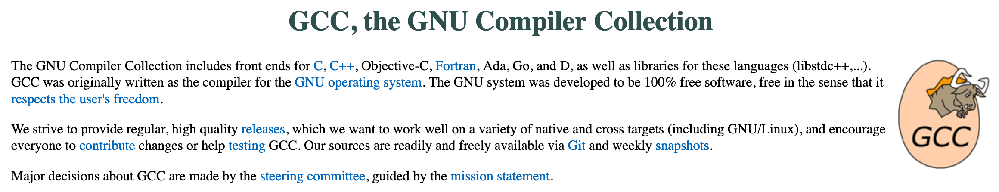 GCC, the GNU Compiler Collection
The GNU Compiler Collection includes front ends for C, C++, Objective-C, Fortran, Ada, Go, and D, as well as libraries for these languages (libstdc++,...).
GCC was originally written as the compiler for the GNU operating system. The GNU system was developed to be 100% free software, free in the sense that it
respects the user's freedom.
We strive to provide regular, high quality releases, which we want to work well on a variety of native and cross targets (including GNU/Linux), and encourage
everyone to contribute changes or help testing GCC. Our sources are readily and freely available via Git and weekly snapshots.
Major decisions about GCC are made by the steering committee, guided by the mission statement.
GCC